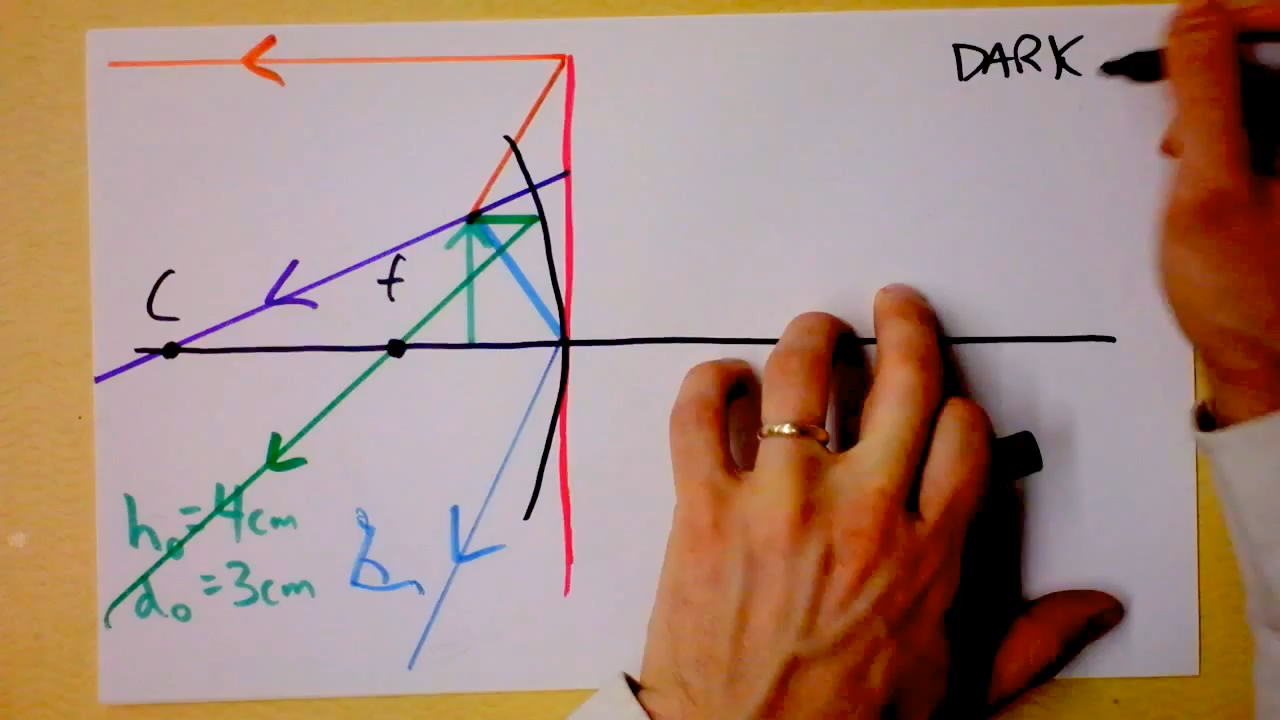 DARK
f
C
h₀ = 4cm
d₀ = 3cm